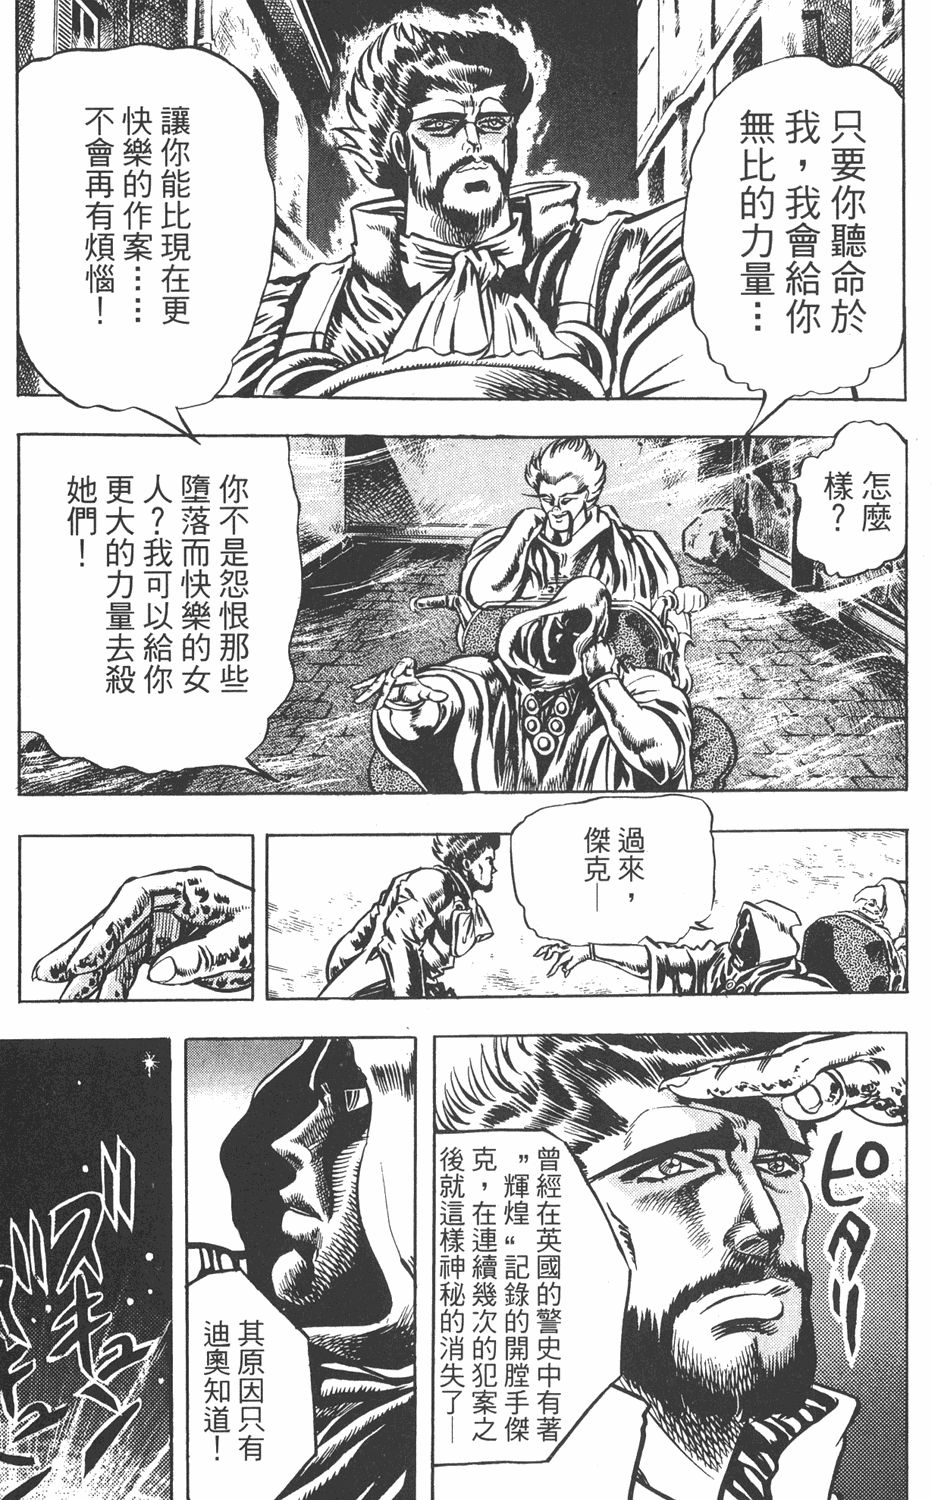 只要你聽命於
我，我會給你
無比的力量…
讓你能比現在更
快樂的作案……
不會再有煩惱！
怎麼
樣？
你不是怨恨那些
墮落而快樂的女
人？我可以給你
更大的力量去殺
她們！
過來，
傑克—
曾經在英國的警史中有著
〞輝煌〝記錄的開膛手傑
克，在連續幾次的犯案之
後就這樣神秘的消失了—
ピタリ
其原因只有
迪奧知道！
ズキュ
ギューン